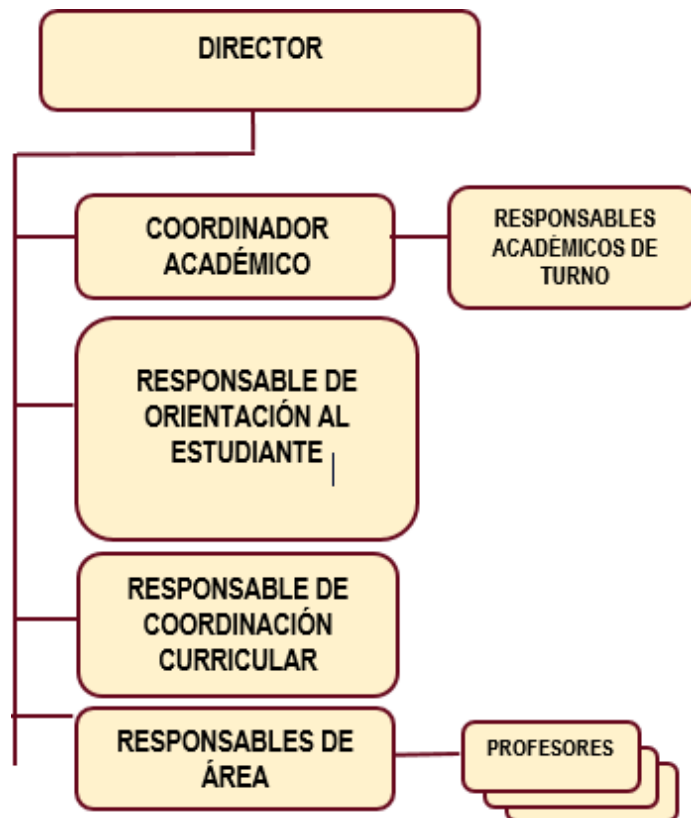 DIRECTOR
COORDINADOR
ACADÉMICO
RESPONSABLES
ACADÉMICOS DE
TURNO
RESPONSABLE DE
ORIENTACIÓN AL
ESTUDIANTE
RESPONSABLE DE
COORDINACIÓN
CURRICULAR
RESPONSABLES DE
ÁREA
PROFESORES